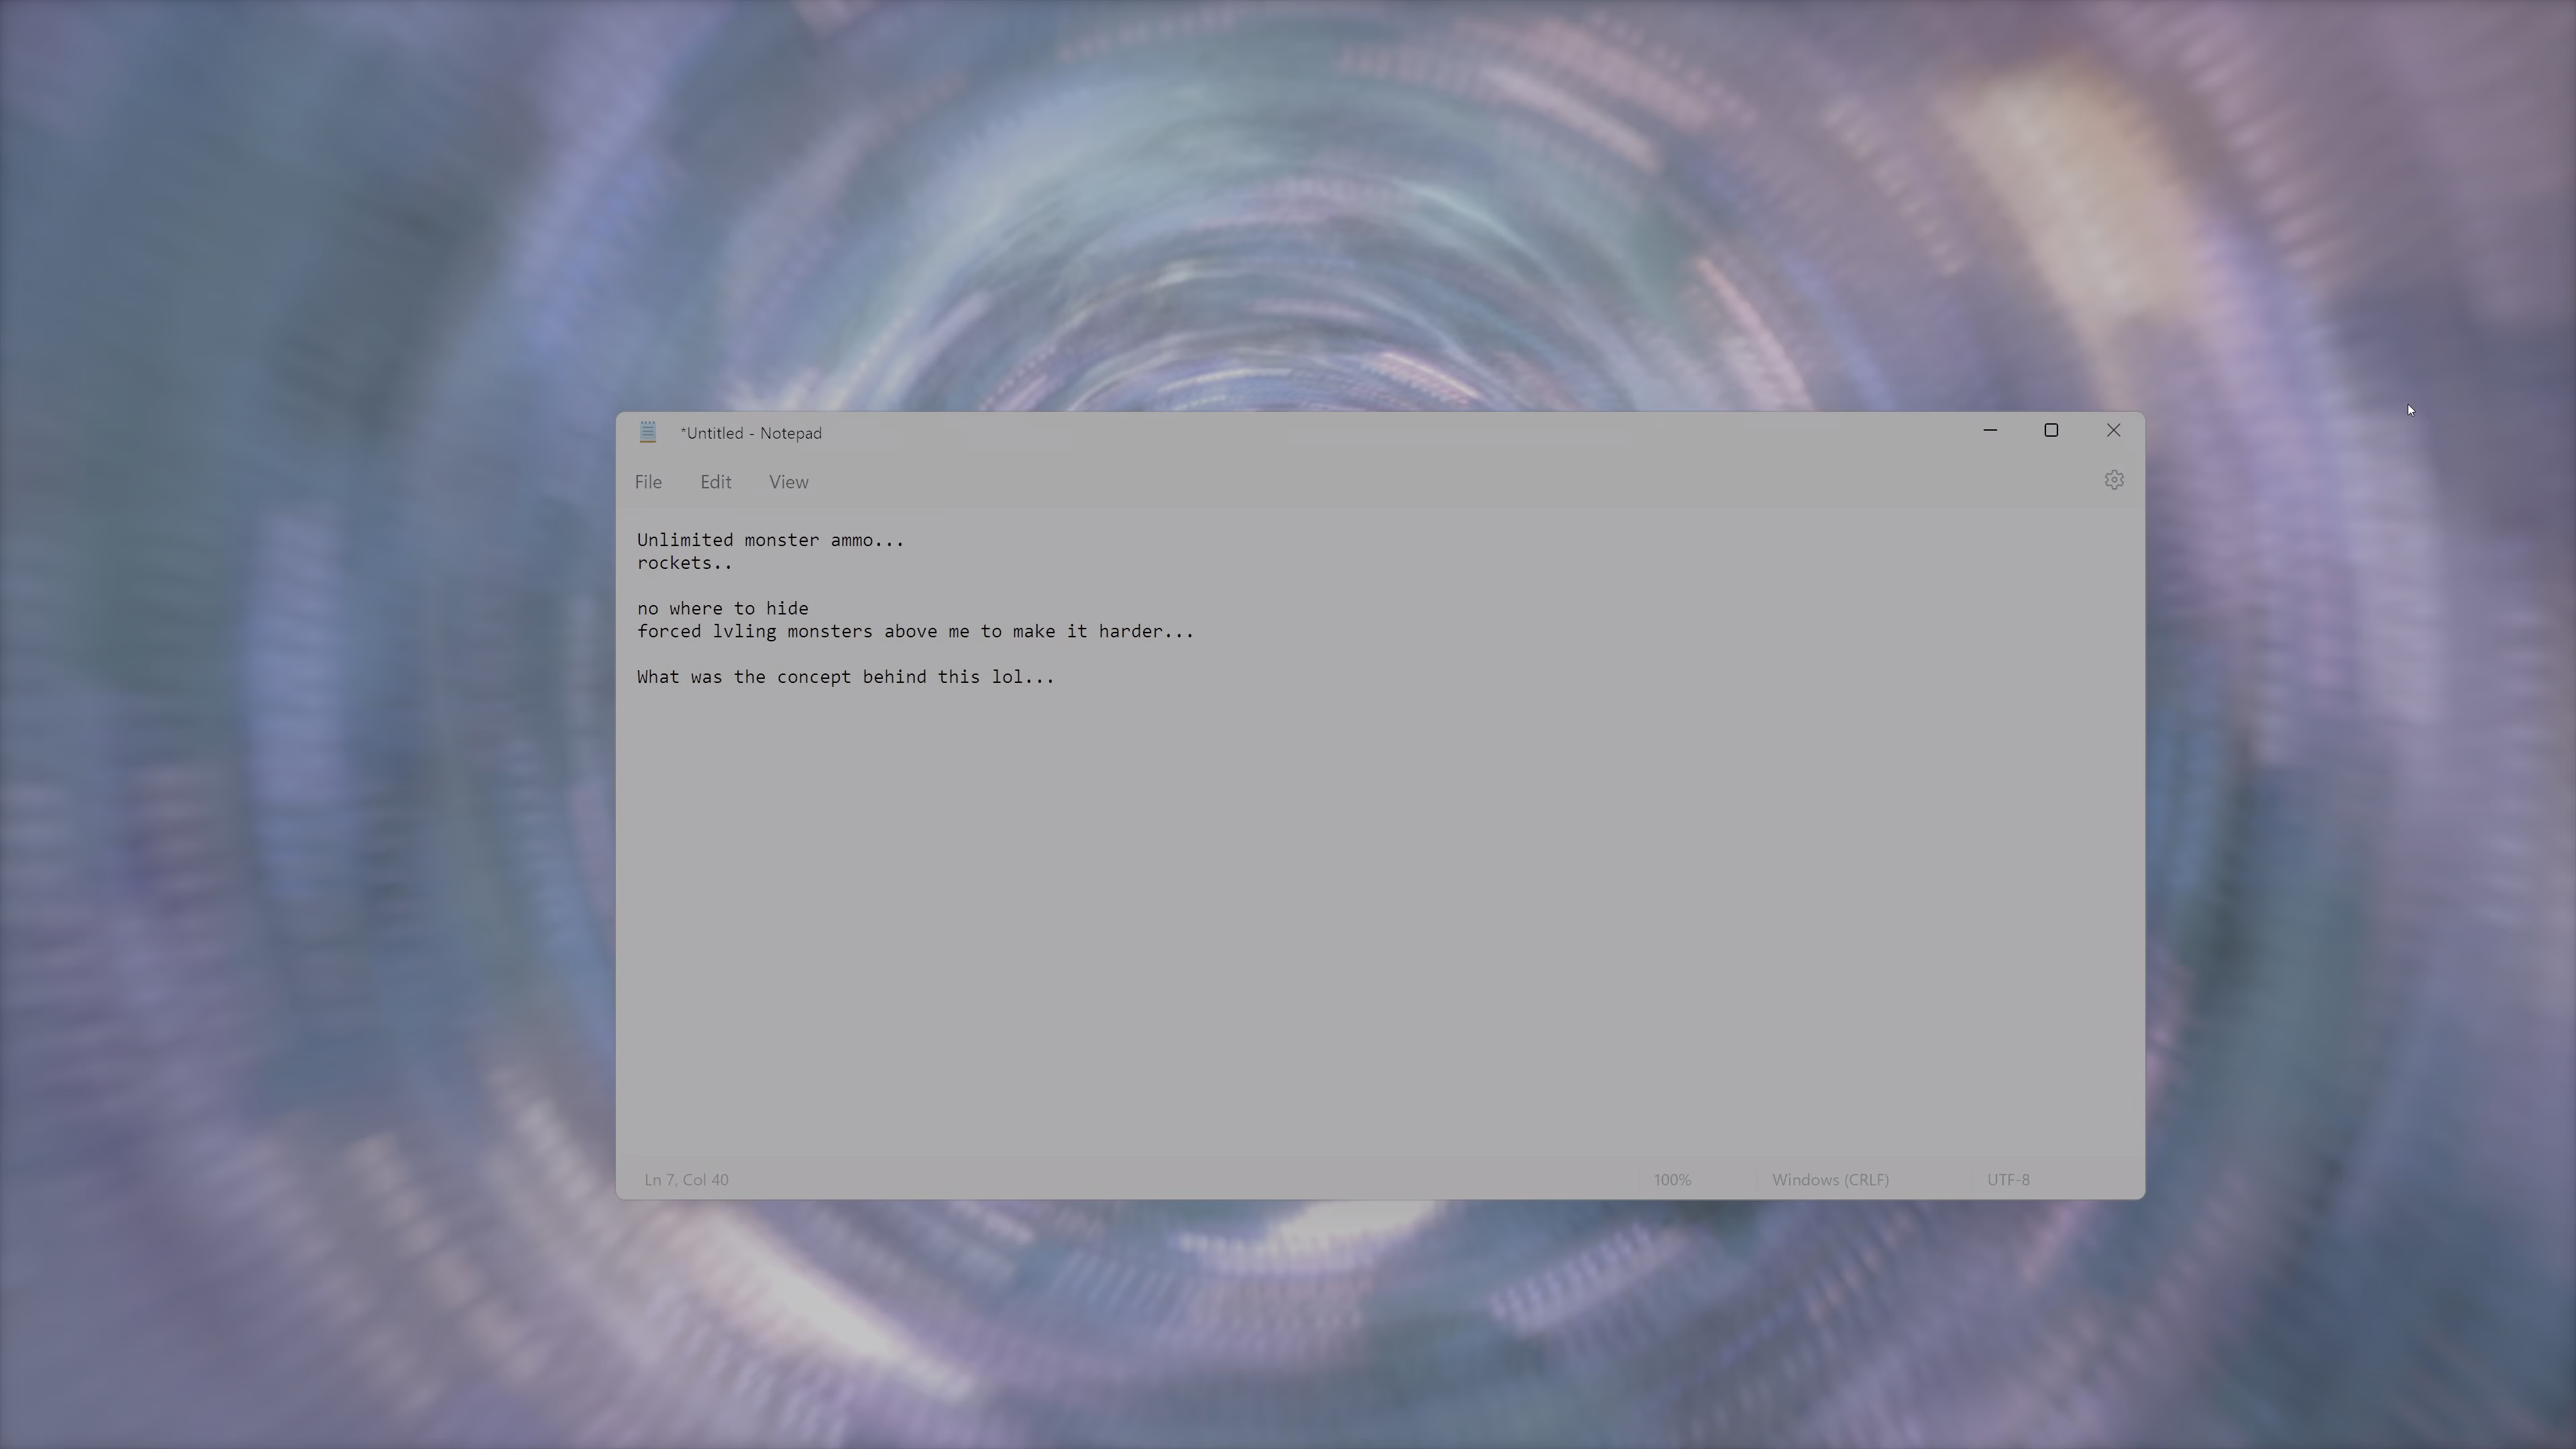 *Untitled - Notepad
File Edit View
Unlimited monster ammo...
rockets..
no where to hide
forced lvling monsters above me to make it harder...
What was the concept behind this lol...
Ln 7, Col 40 100% Windows (CRLF) UTF-8